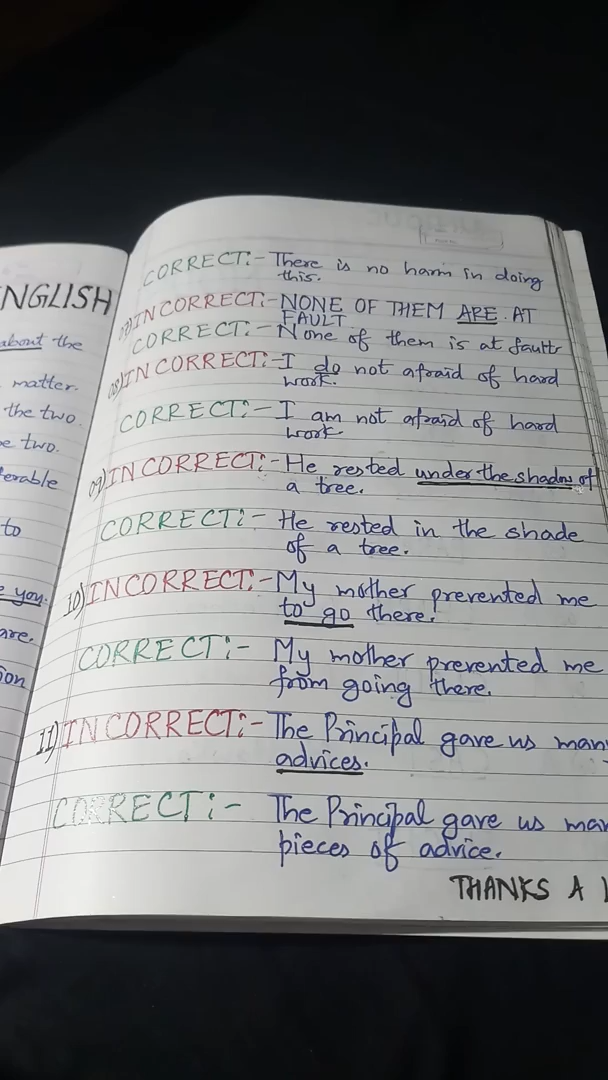 NGLISH
about the
matter.
the two.
e two.
ferable
to
e you.
are.
ion
CORRECT:- There is no harm in doing
this.
07) INCORRECT:- NONE OF THEM ARE AT
FAULT
CORRECT:- None of them is at fault
08) INCORRECT:- I do not afraid of hard
work.
CORRECT:- I am not afraid of hard
work
09) INCORRECT:- He rested under the shadow of
a tree.
CORRECT:- He rested in the shade
of a tree.
10) INCORRECT:- My mother prevented me
to go there.
CORRECT:- My mother prevented me
from going there.
11) INCORRECT:- The Principal gave us many
advices.
CORRECT:- The Principal gave us man
pieces of advice.
THANKS A